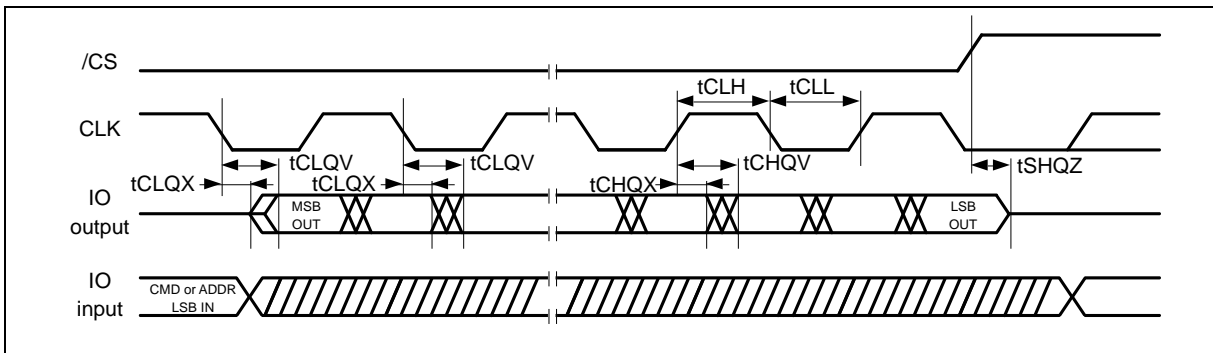 /CS
tCLH
tCLL
CLK
tCLQV
tCLQV
tCHQV
tSHQZ
tCLQX
tCLQX
tCHQX
IO
output
MSB
OUT
LSB
OUT
IO
input
CMD or ADDR
LSB IN